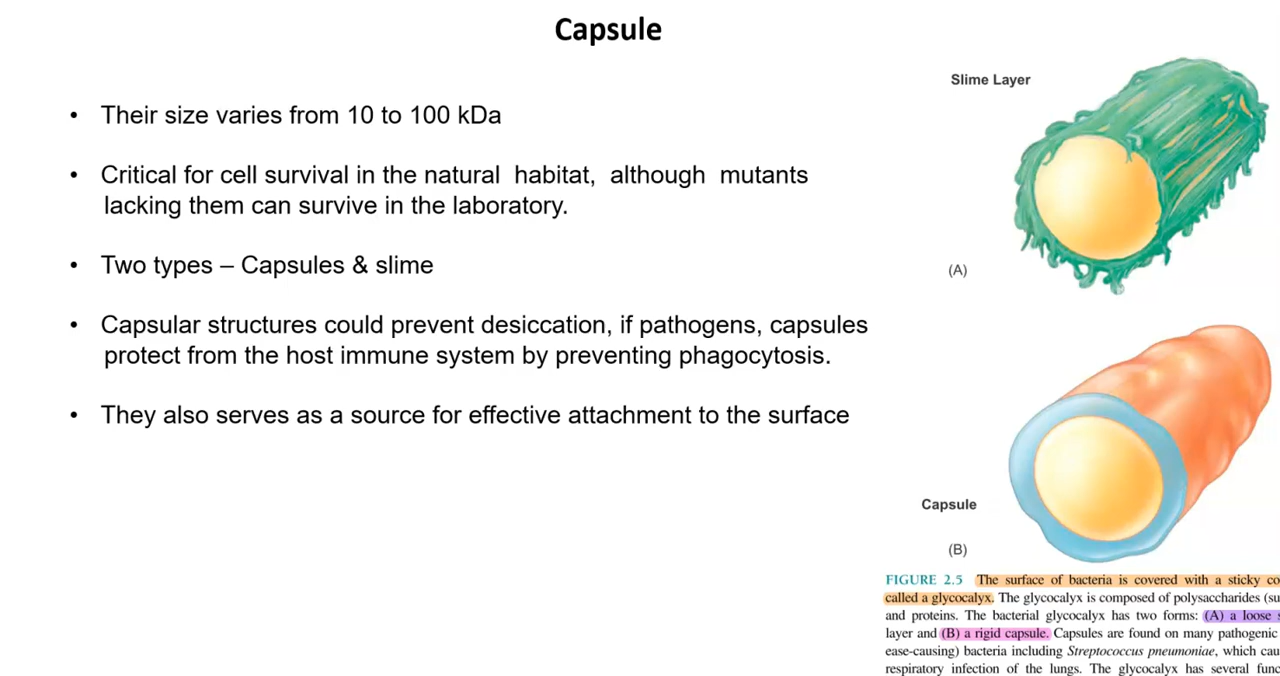 Capsule
• Their size varies from 10 to 100 kDa
• Critical for cell survival in the natural habitat, although mutants
lacking them can survive in the laboratory.
• Two types – Capsules & slime
• Capsular structures could prevent desiccation, if pathogens, capsules
protect from the host immune system by preventing phagocytosis.
• They also serves as a source for effective attachment to the surface
Slime Layer
(A)
Capsule
(B)
FIGURE 2.5 The surface of bacteria is covered with a sticky
called a glycocalyx. The glycocalyx is composed of polysaccharides
and proteins. The bacterial glycocalyx has two forms: (A) a loose
layer and (B) a rigid capsule. Capsules are found on many pathogenic
ease-causing) bacteria including Streptococcus pneumoniae, which
respiratory infection of the lungs. The glycocalyx has several